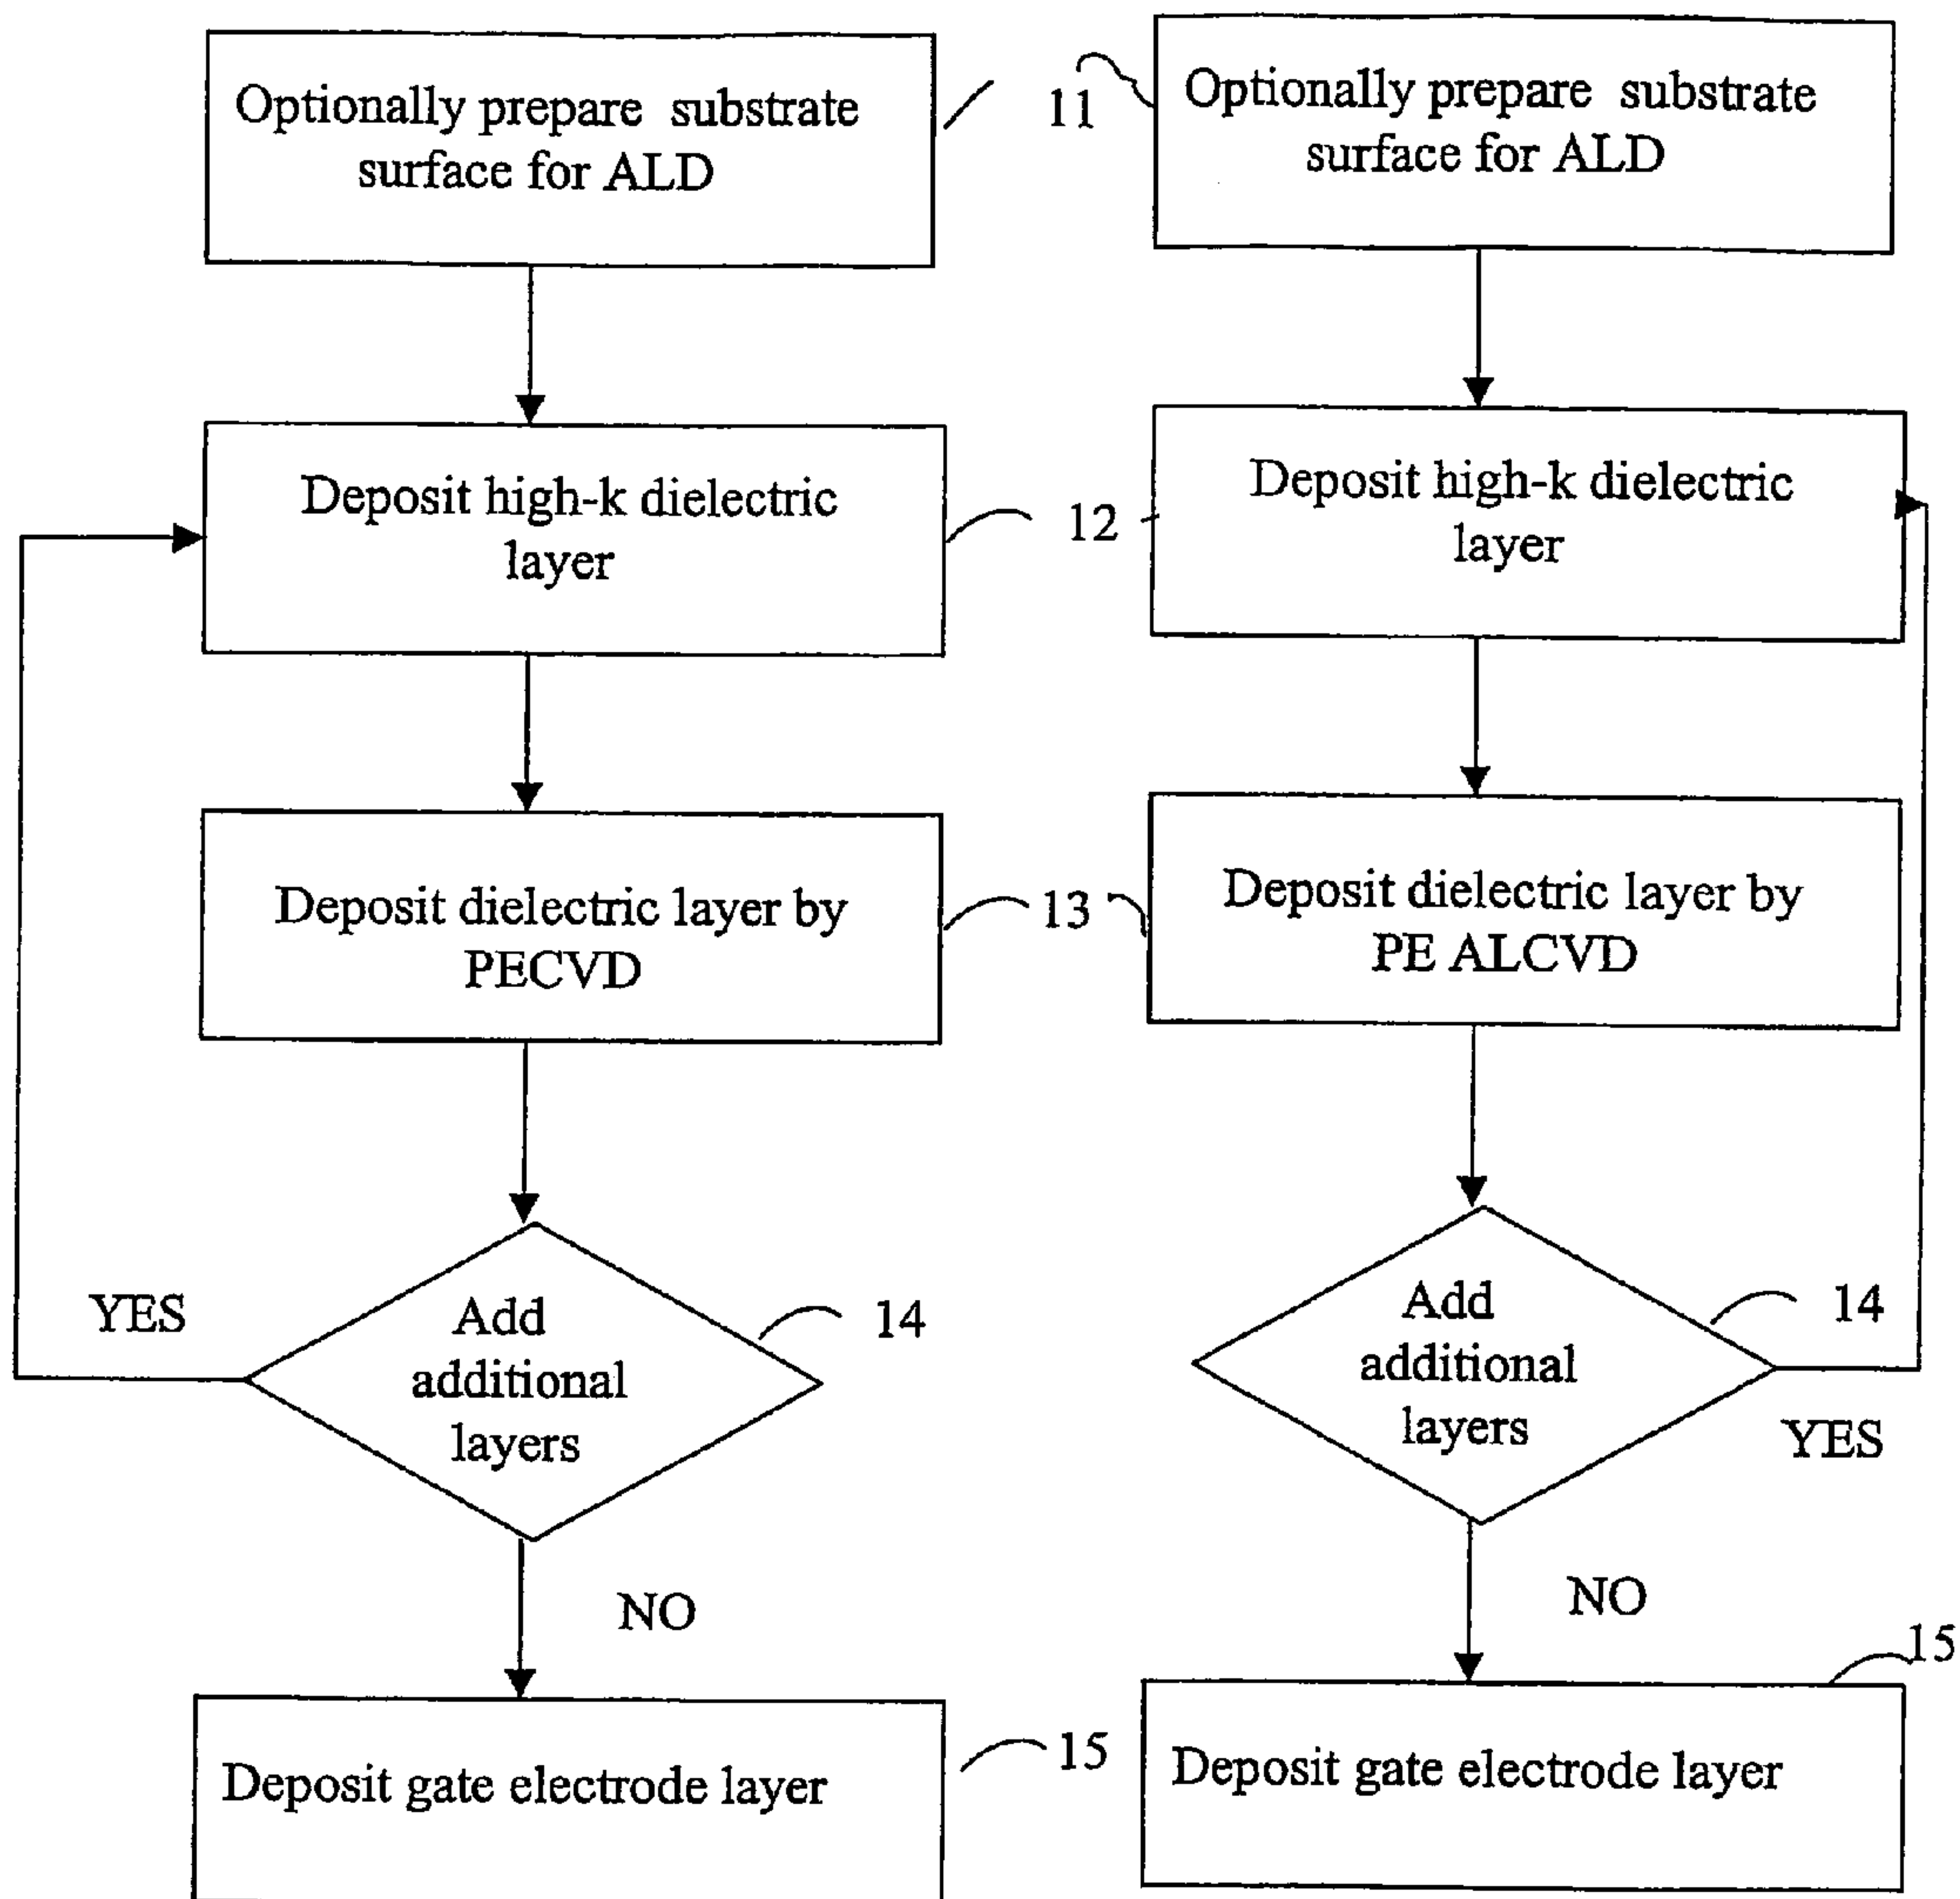 Optionally prepare substrate
surface for ALD
11
Optionally prepare substrate
surface for ALD
Deposit high-k dielectric
layer
12
Deposit high-k dielectric
layer
Deposit dielectric layer by
PECVD
13
Deposit dielectric layer by
PE ALCVD
YES
Add
additional
layers
14
Add
additional
layers
14
YES
NO
NO
Deposit gate electrode layer
15
Deposit gate electrode layer
15